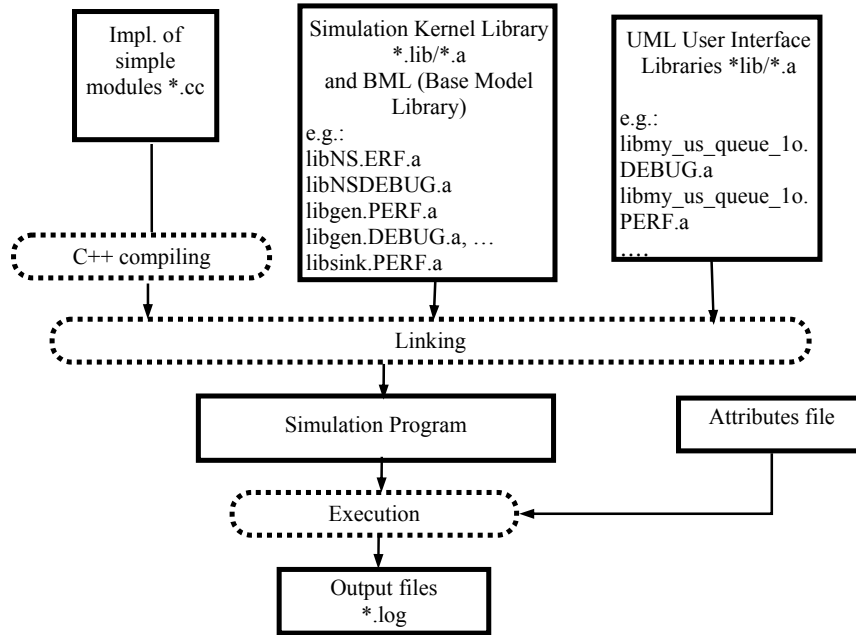 Impl. of
simple
modules *.cc
Simulation Kernel Library
*.lib/*.a
and BML (Base Model
Library)
e.g.:
libNS.ERF.a
libNSDEBUG.a
libgen.PERF.a
libgen.DEBUG.a, …
libsink.PERF.a
UML User Interface
Libraries *lib/*.a
e.g.:
libmy_us_queue_1o.
DEBUG.a
libmy_us_queue_1o.
PERF.a
….
C++ compiling
Linking
Simulation Program
Attributes file
Execution
Output files
*.log